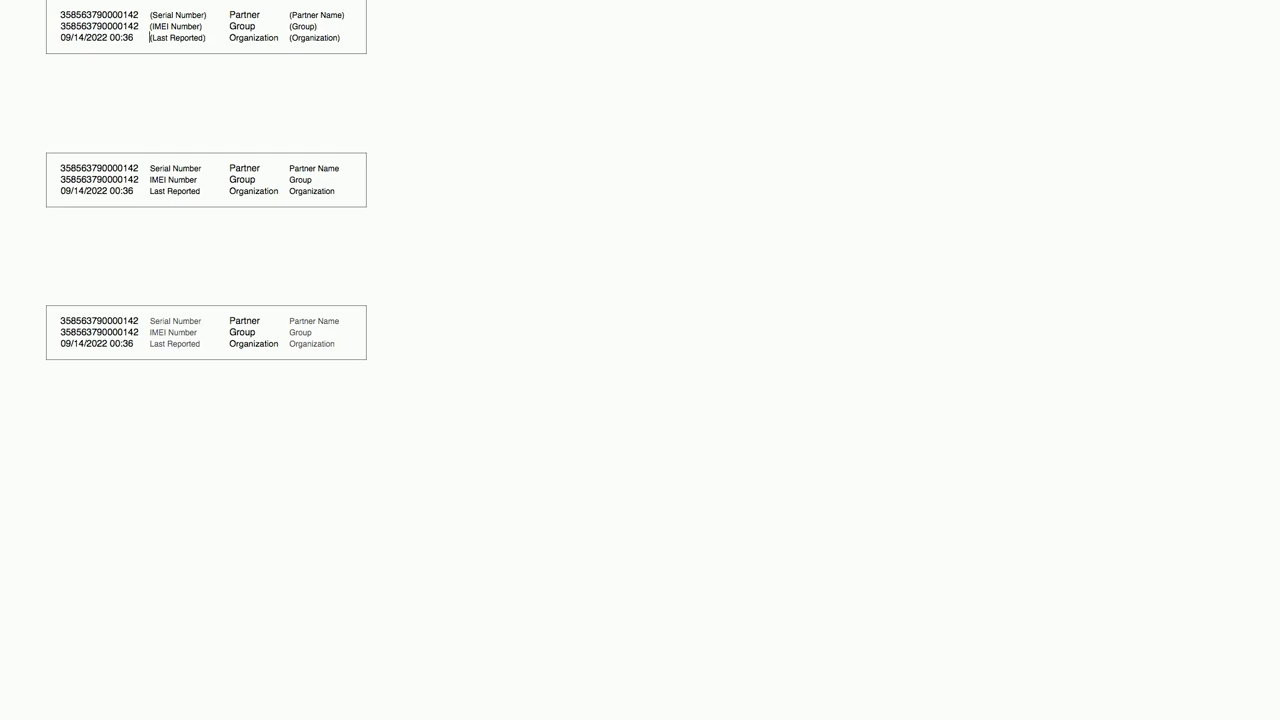 358563790000142 (Serial Number) Partner (Partner Name)
358563790000142 (IMEI Number) Group (Group)
09/14/2022 00:36 (Last Reported) Organization (Organization)
358563790000142 Serial Number Partner Partner Name
358563790000142 IMEI Number Group Group
09/14/2022 00:36 Last Reported Organization Organization
358563790000142 Serial Number Partner Partner Name
358563790000142 IMEI Number Group Group
09/14/2022 00:36 Last Reported Organization Organization